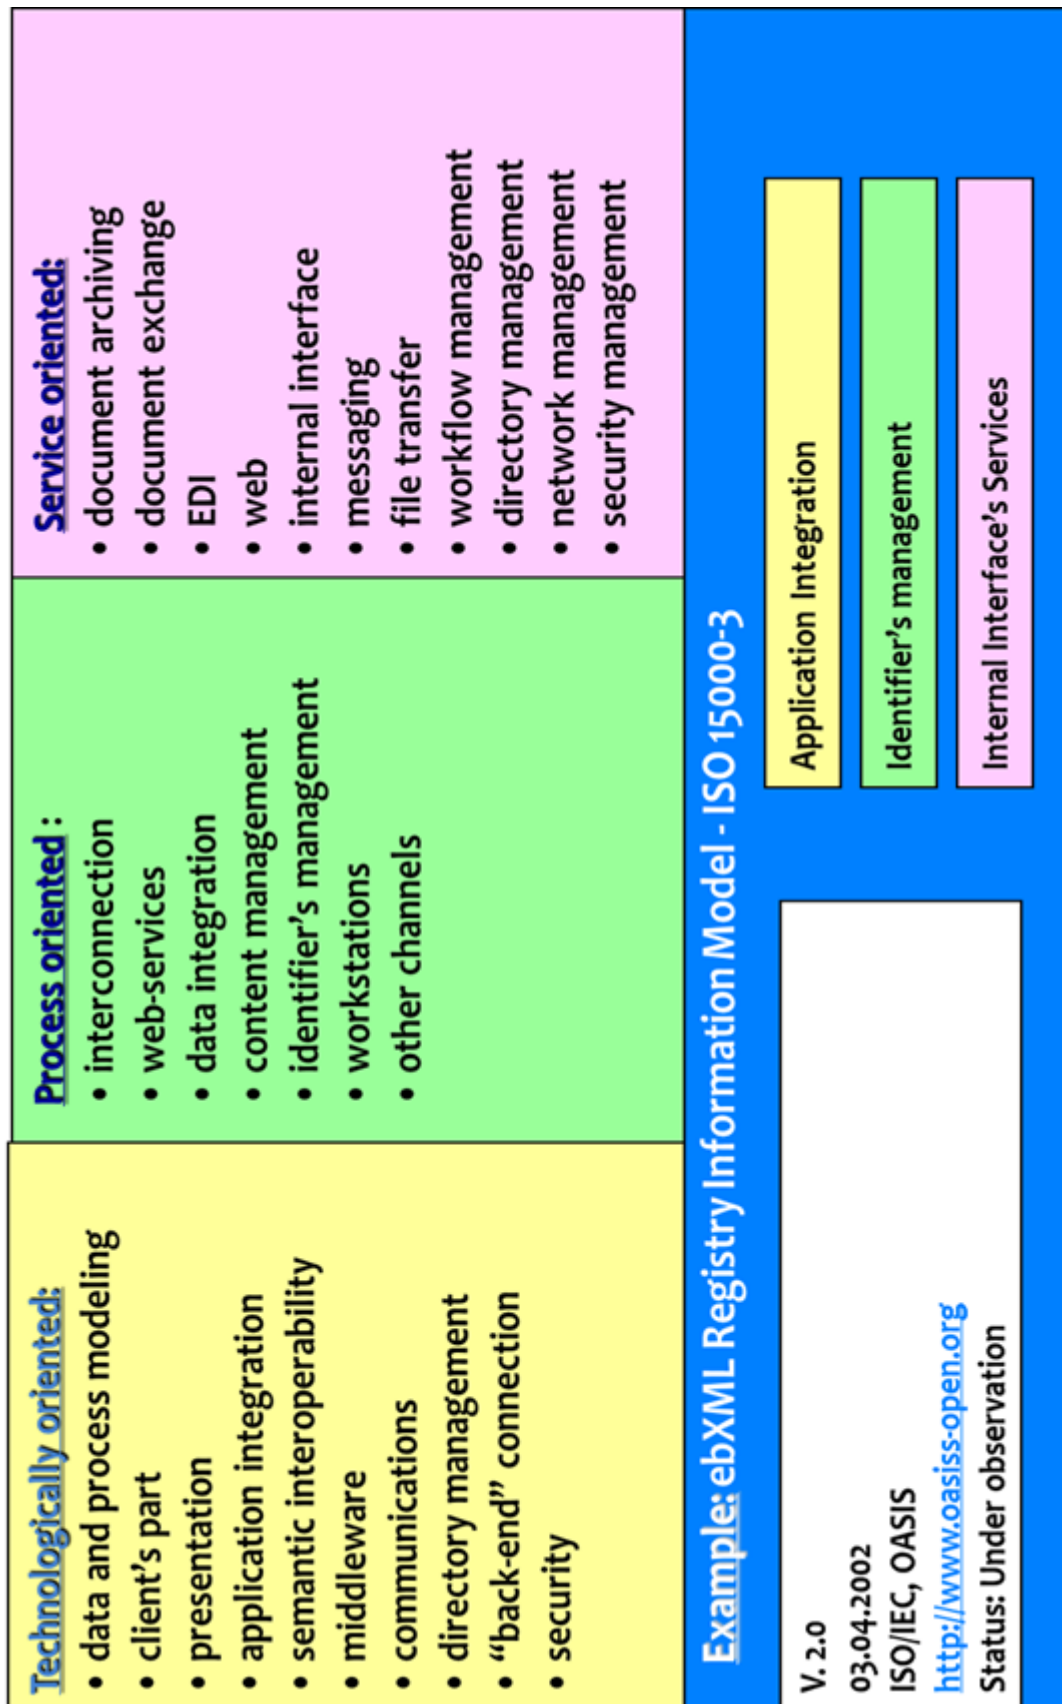 Technologically oriented:
• data and process modeling
• client's part
• presentation
• application integration
• semantic interoperability
• middleware
• communications
• directory management
• “back-end” connection
• security
Process oriented :
• interconnection
• web-services
• data integration
• content management
• identifier's management
• workstations
• other channels
Service oriented:
• document archiving
• document exchange
• EDI
• web
• internal interface
• messaging
• file transfer
• workflow management
• directory management
• network management
• security management
Example: ebXML Registry Information Model - ISO 15000-3
V. 2.0
03.04.2002
ISO/IEC, OASIS
http://www.oasiss-open.org
Status: Under observation
Application Integration
Identifier's management
Internal Interface's Services